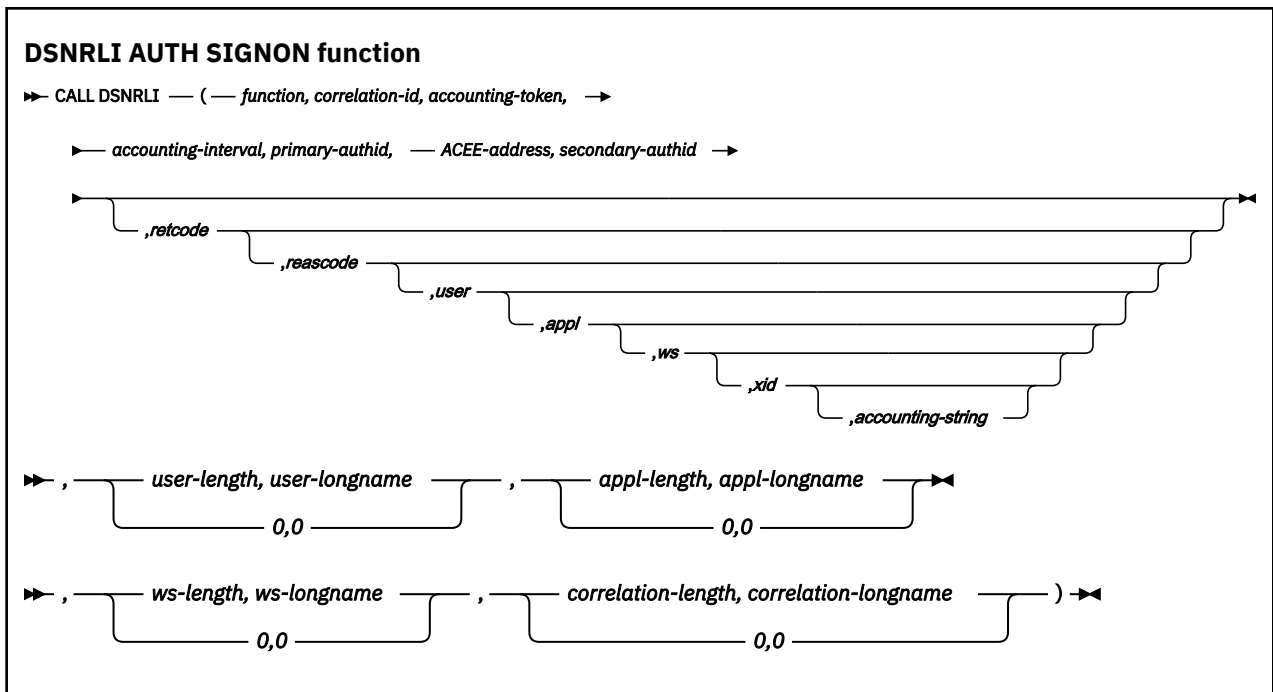 DSNRLI AUTH SIGNON function
CALL DSNRLI ( function, correlation-id, accounting-token,
accounting-interval, primary-authid, ACEE-address, secondary-authid
,retcode
,reascode
,user
,appl
,ws
,xid
,accounting-string
, user-length, user-longname , appl-length, appl-longname
0,0 0,0
, ws-length, ws-longname , correlation-length, correlation-longname )
0,0 0,0